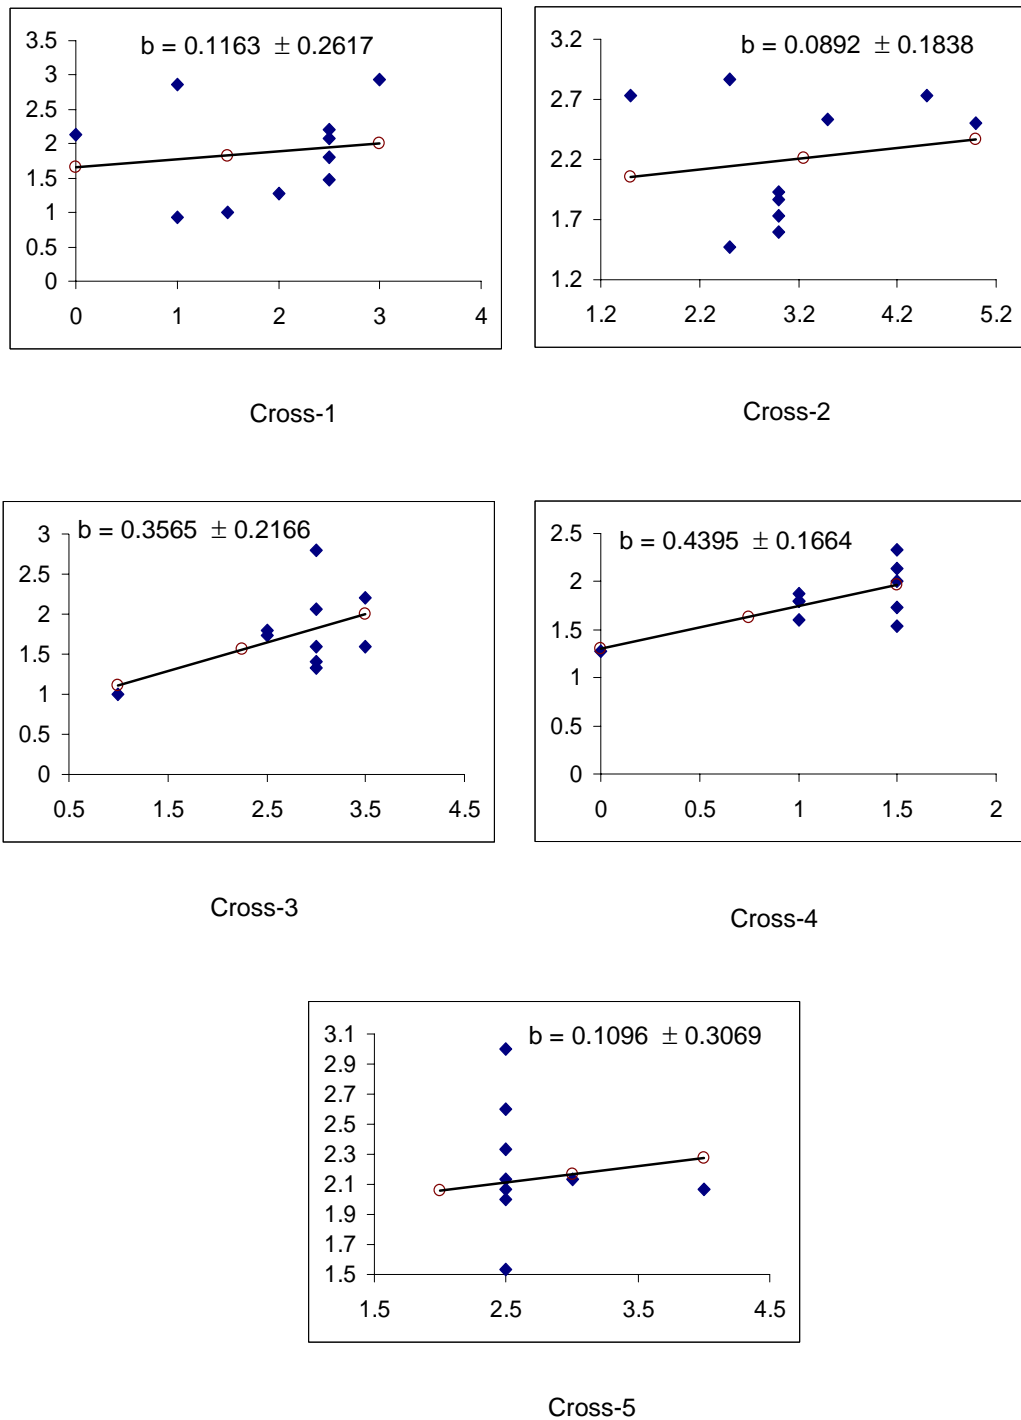 b = 0.1163 ± 0.2617
3.5
3
2.5
2
1.5
1
0.5
0
0 1 2 3 4
Cross-1
b = 0.0892 ± 0.1838
3.2
2.7
2.2
1.7
1.2
1.2 2.2 3.2 4.2 5.2
Cross-2
b = 0.3565 ± 0.2166
3
2.5
2
1.5
1
0.5
0
0.5 1.5 2.5 3.5 4.5
Cross-3
b = 0.4395 ± 0.1664
2.5
2
1.5
1
0.5
0
0 0.5 1 1.5 2
Cross-4
b = 0.1096 ± 0.3069
3.1
2.9
2.7
2.5
2.3
2.1
1.9
1.7
1.5
1.5 2.5 3.5 4.5
Cross-5